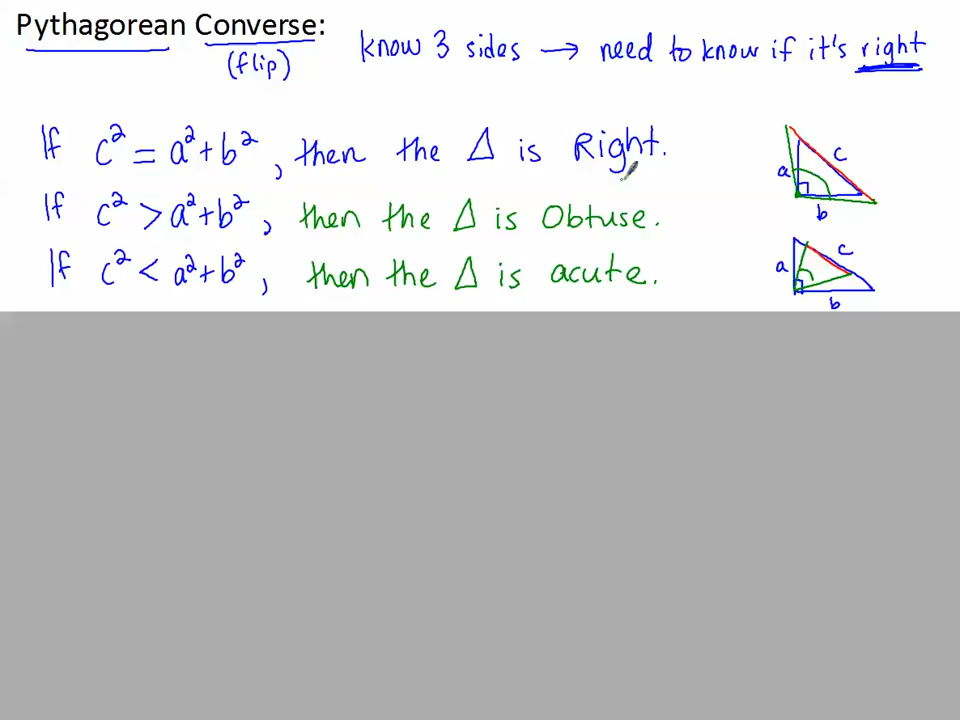 Pythagorean Converse:
(flip)
know 3 sides → need to know if it's right
If c² = a² + b², then the Δ is Right.
If c² > a² + b², then the Δ is Obtuse.
If c² < a² + b², then the Δ is acute.
a
c
b
a
c
b